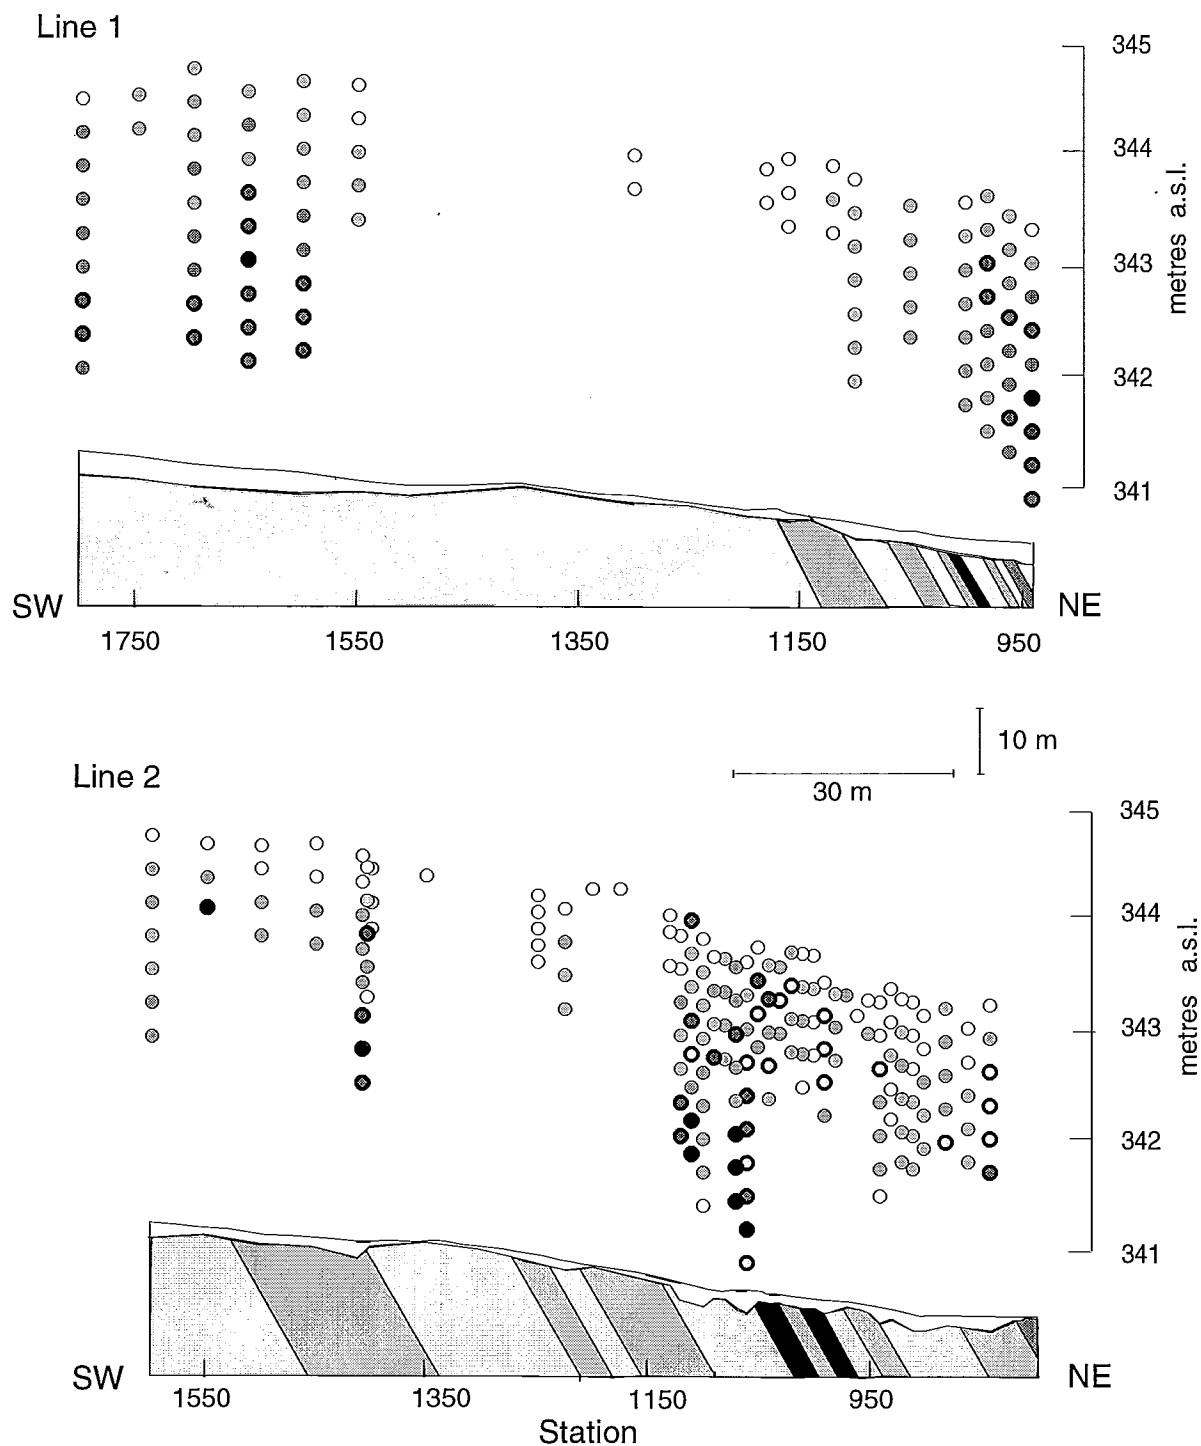 Line 1
345
344
343
342
341
metres a.s.l.
SW
NE
1750 1550 1350 1150 950
10 m
30 m
Line 2
345
344
343
342
341
metres a.s.l.
SW
NE
1550 1350 1150 950
Station